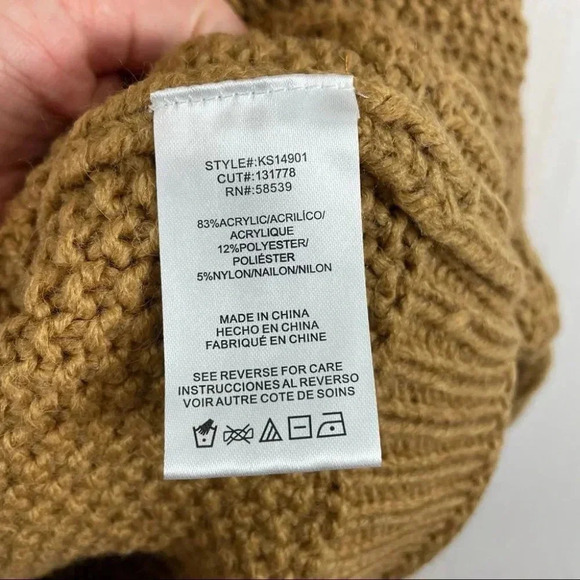 STYLE#:KS14901
CUT#:131778
RN#:58539
83%ACRYLIC/ACRILÍCO/
ACRYLIQUE
12%POLYESTER/
POLIÉSTER
5%NYLON/NAILON/NILON
MADE IN CHINA
HECHO EN CHINA
FABRIQUÉ EN CHINE
SEE REVERSE FOR CARE
INSTRUCCIONES AL REVERSO
VOIR AUTRE COTE DE SOINS